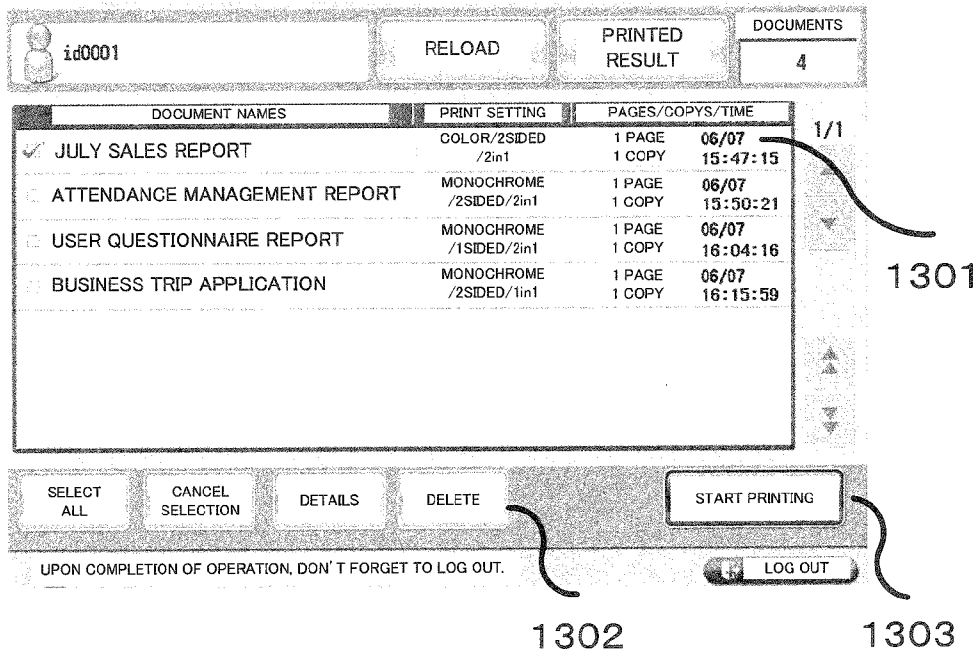 id0001
RELOAD
PRINTED
RESULT
DOCUMENTS
4
DOCUMENT NAMES PRINT SETTING PAGES/COPYS/TIME
1/1
JULY SALES REPORT COLOR/2SIDED 1 PAGE 06/07
/2in1 1 COPY 15:47:15
ATTENDANCE MANAGEMENT REPORT MONOCHROME 1 PAGE 06/07
/2SIDED/2in1 1 COPY 15:50:21
USER QUESTIONNAIRE REPORT MONOCHROME 1 PAGE 06/07
/1SIDED/2in1 1 COPY 16:04:16
BUSINESS TRIP APPLICATION MONOCHROME 1 PAGE 06/07
/2SIDED/1in1 1 COPY 16:15:59
1301
SELECT
ALL
CANCEL
SELECTION
DETAILS
DELETE
START PRINTING
UPON COMPLETION OF OPERATION, DON'T FORGET TO LOG OUT.
LOG OUT
1302
1303